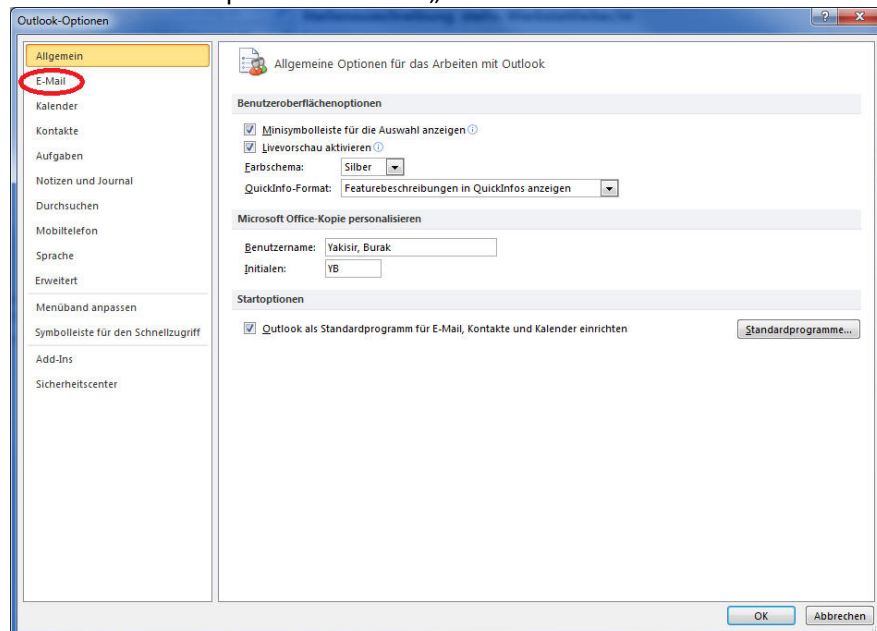 „
Outlook-Optionen
Allgemein
E-Mail
Kalender
Kontakte
Aufgaben
Notizen und Journal
Durchsuchen
Mobiltelefon
Sprache
Erweitert
Menüband anpassen
Symbolleiste für den Schnellzugriff
Add-Ins
Sicherheitscenter
Allgemeine Optionen für das Arbeiten mit Outlook
Benutzeroberflächenoptionen
Minisymbolleiste für die Auswahl anzeigen
Livevorschau aktivieren
Farbschema: Silber
QuickInfo-Format: Featurebeschreibungen in QuickInfos anzeigen
Microsoft Office-Kopie personalisieren
Benutzername: Yakisir, Burak
Initialen: YB
Startoptionen
Outlook als Standardprogramm für E-Mail, Kontakte und Kalender einrichten Standardprogramme...
OK Abbrechen